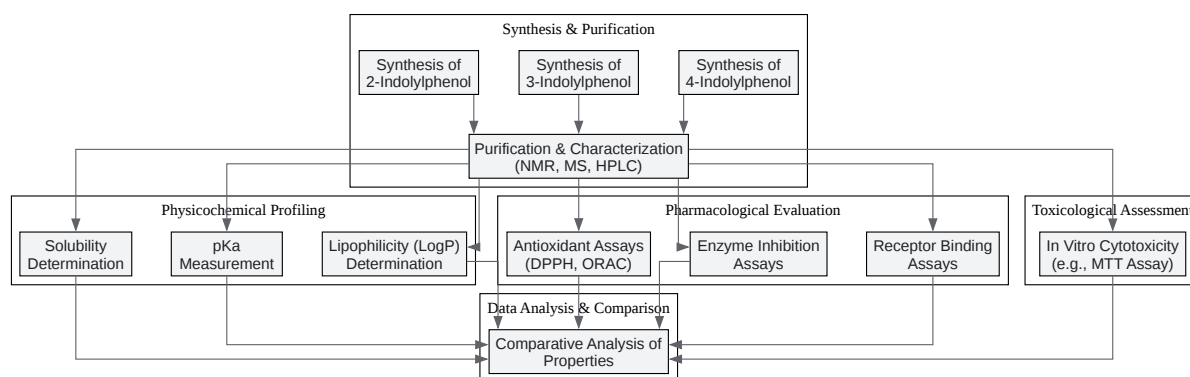 Synthesis & Purification
Synthesis of
2-Indolylphenol
Synthesis of
3-Indolylphenol
Synthesis of
4-Indolylphenol
Purification & Characterization
(NMR, MS, HPLC)
Physicochemical Profiling
Solubility
Determination
pKa
Measurement
Lipophilicity (LogP)
Determination
Pharmacological Evaluation
Antioxidant Assays
(DPPH, ORAC)
Enzyme Inhibition
Assays
Receptor Binding
Assays
Toxicological Assessment
In Vitro Cytotoxicity
(e.g., MTT Assay)
Data Analysis & Comparison
Comparative Analysis of
Properties